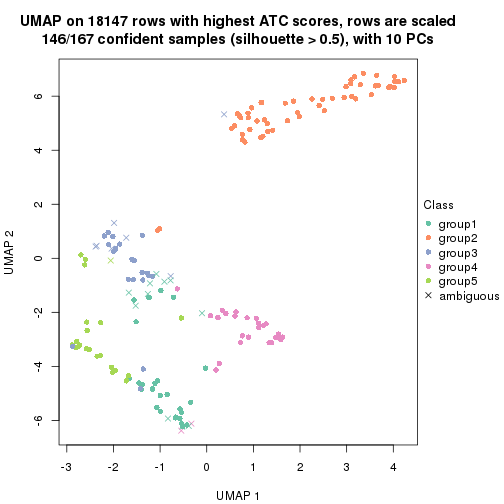 UMAP on 18147 rows with highest ATC scores, rows are scaled
146/167 confident samples (silhouette > 0.5), with 10 PCs
6
4
2
0
-2
-4
-6
UMAP 2
-3
-2
-1
0
1
2
3
4
UMAP 1
Class
group1
group2
group3
group4
group5
ambiguous